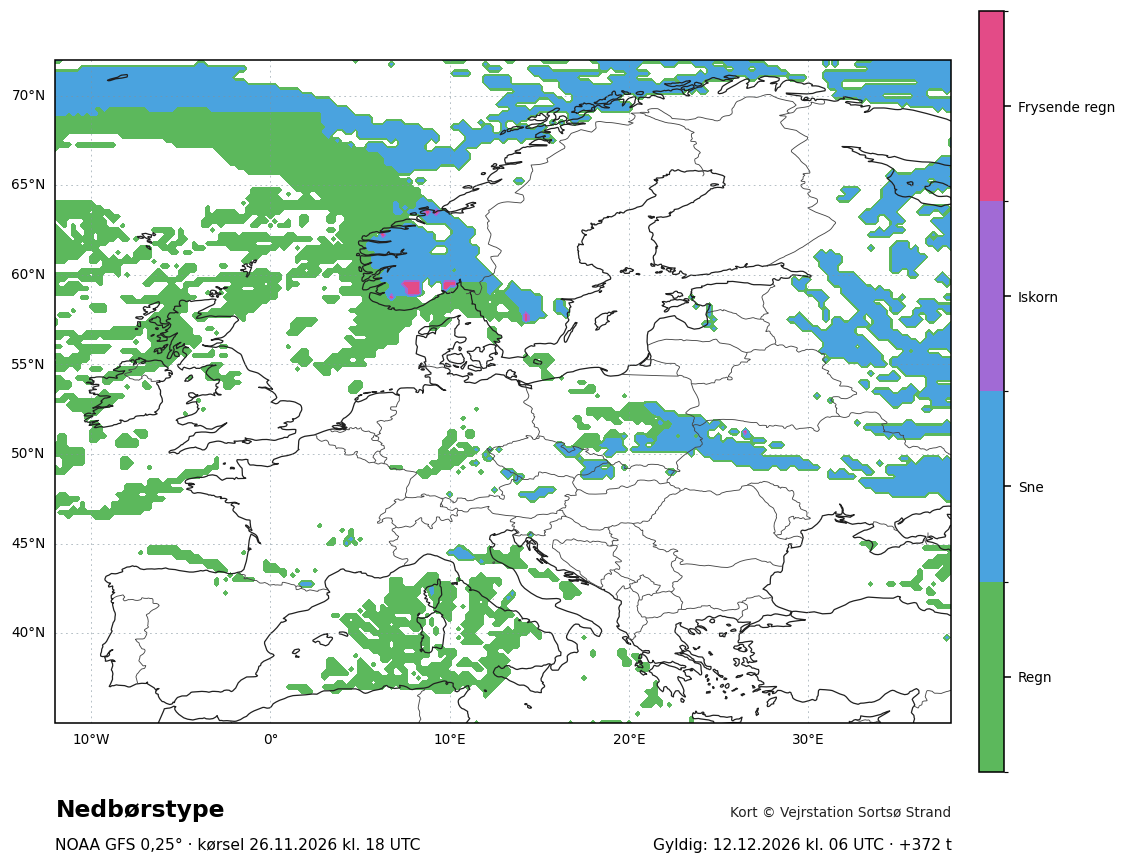 70°N
65°N
60°N
55°N
50°N
45°N
40°N
10°W
0°
10°E
20°E
30°E
Frysende regn
Iskorn
Sne
Regn
Nedbørstype
Kort © Vejrstation Sortsø Strand
NOAA GFS 0,25° · kørsel 26.11.2026 kl. 18 UTC
Gyldig: 12.12.2026 kl. 06 UTC · +372 t